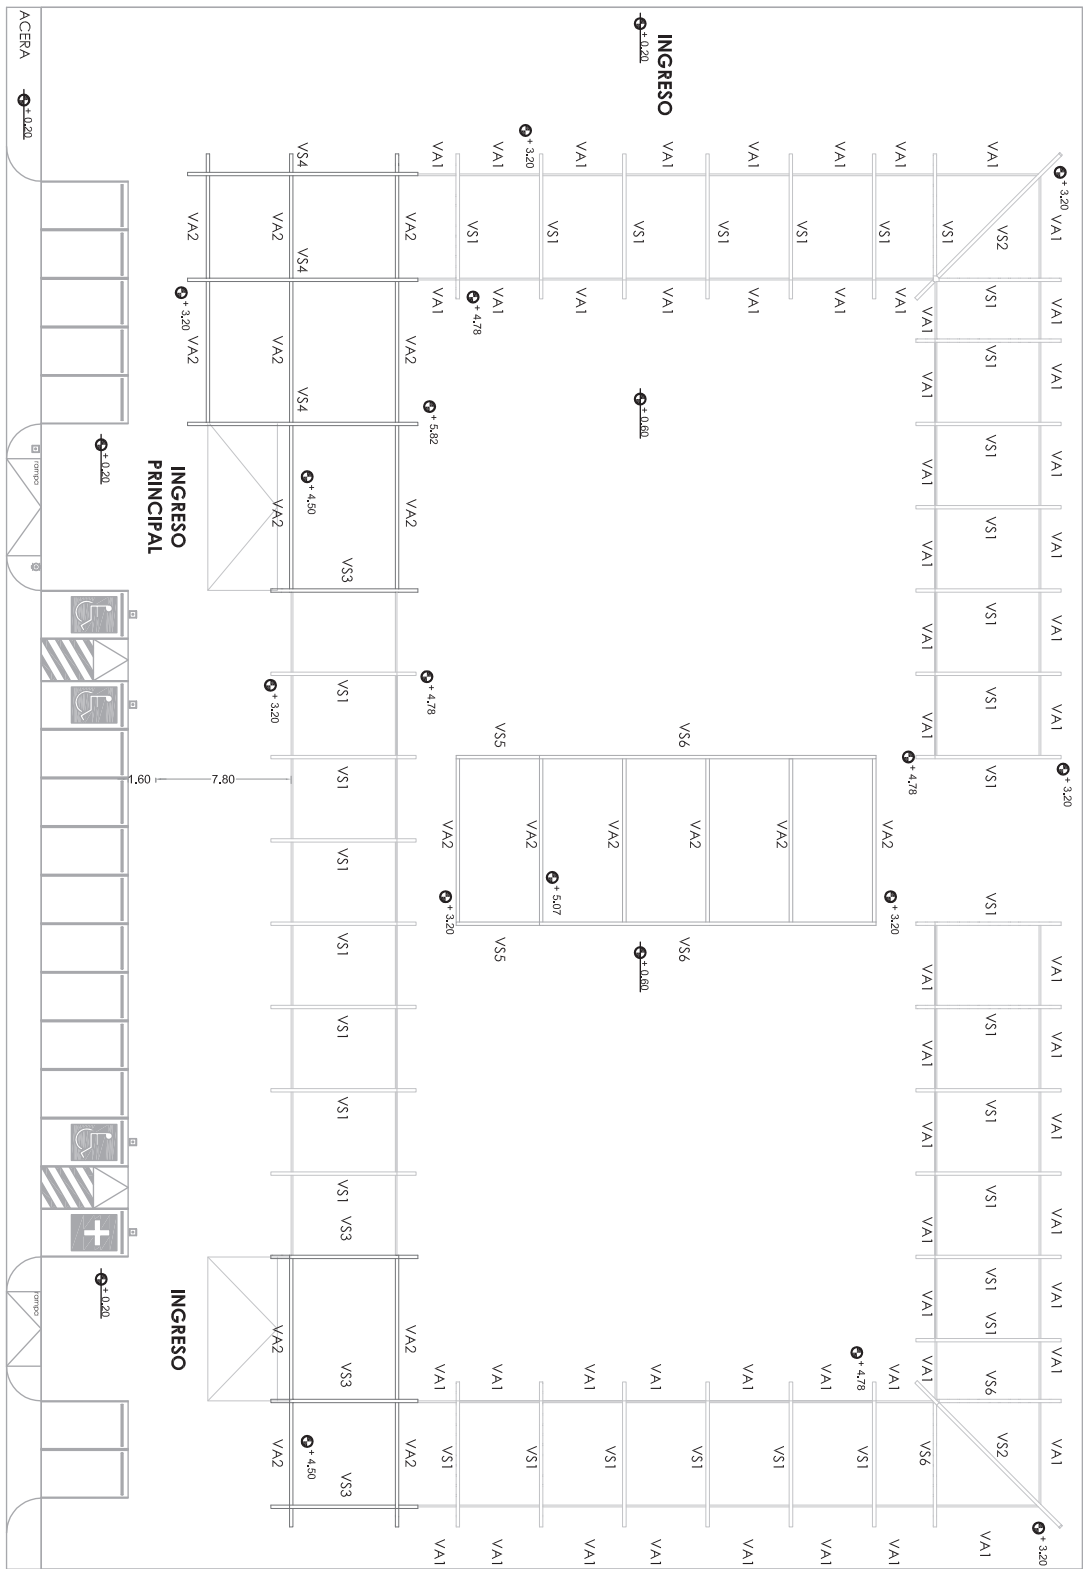 ACERA
+ 0.20
+ 0.20
INGRESO
VS4
VA1
VA1
+ 3.20
VA1
VA1
VA1
VA1
VA1
VA1
+ 3.20
VA2
VA2
VA2
VS1
VS1
VS1
VS1
VS1
VS1
VS1
VS2
VA1
VS4
+ 3.20
VA1
+ 4.78
VA1
VA1
VA1
VA1
VA1
VA1
VA1
VS1
VA1
VA2
VA2
VA2
VS1
VA1
VA1
VS4
+ 5.82
+ 0.60
+ 0.20
rampa
INGRESO
PRINCIPAL
+ 4.50
VA1
VS1
VA1
VA2
VA2
VA1
VS1
VA1
VS3
VA1
VS1
VA1
+ 3.20
VS1
+ 4.78
VA1
VS1
VA1
1.60
7.80
VS1
VS5
VS6
+ 4.78
VS1
+ 3.20
VS1
VA2
VA2
VA2
VA2
VA2
VA2
+ 3.20
+ 5.07
+ 3.20
VS1
VS1
VS5
VS6
+ 0.60
VA1
VA1
VS1
VA1
VS1
VA1
VS1
VA1
VS1
VA1
VS1
VA1
VS1
VA1
VS3
+ 0.20
rampa
INGRESO
VA1
VS1
VA1
VS1
VA2
VA2
VS3
VA1
VA1
VA1
VA1
VA1
VA1
+ 4.78
VA1
VA1
VS6
VA1
VA2
+ 4.50
VS3
VA2
VS1
VS1
VS1
VS1
VS1
VS1
VS6
VS2
VA1
VA1
VA1
VA1
VA1
VA1
VA1
VA1
VA1
+ 3.20